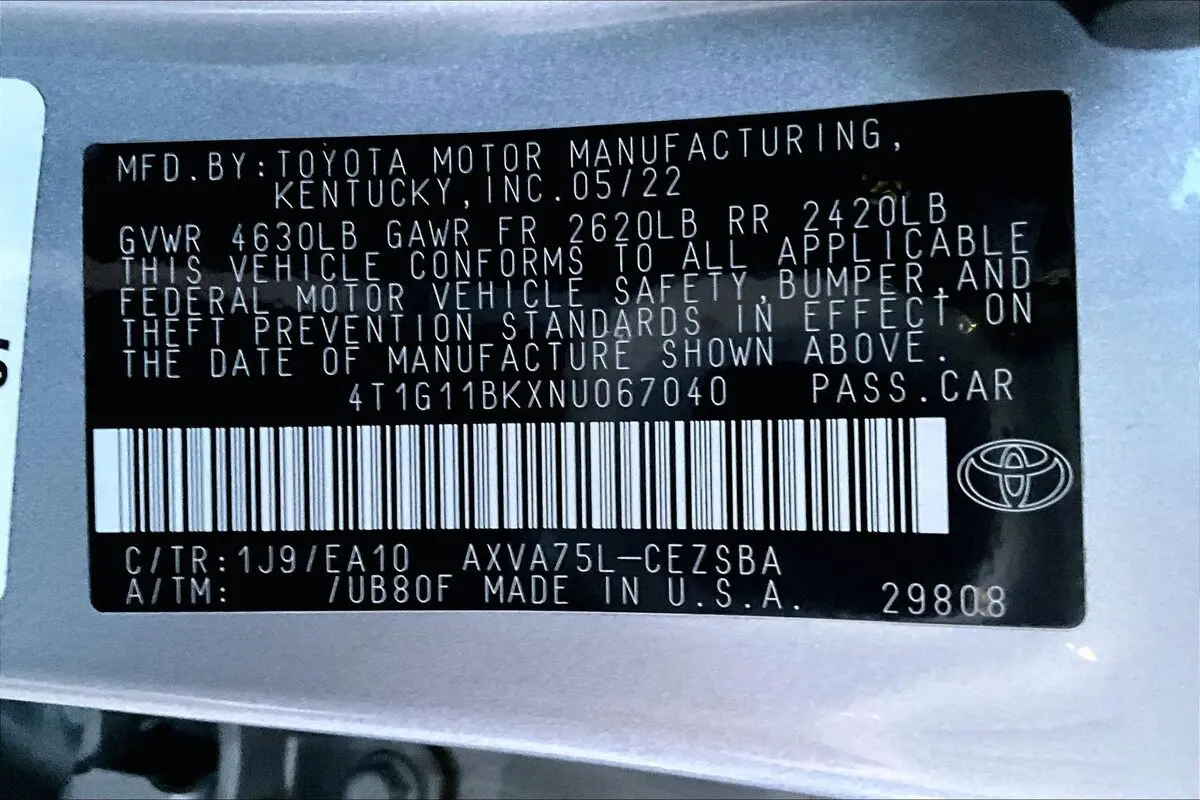 MFD.BY:TOYOTA MOTOR MANUFACTURING,
KENTUCKY,INC.05/22
GVWR 4630LB GAWR FR 2620LB RR 2420LB
THIS VEHICLE CONFORMS TO ALL APPLICABLE
FEDERAL MOTOR VEHICLE SAFETY,BUMPER,AND
THEFT PREVENTION STANDARDS IN EFFECT ON
THE DATE OF MANUFACTURE SHOWN ABOVE.
4T1G11BKXNU067040 PASS.CAR
C/TR:1J9/EA10 AXVA75L-CEZSBA
A/TM: /UB80F MADE IN U.S.A. 29808